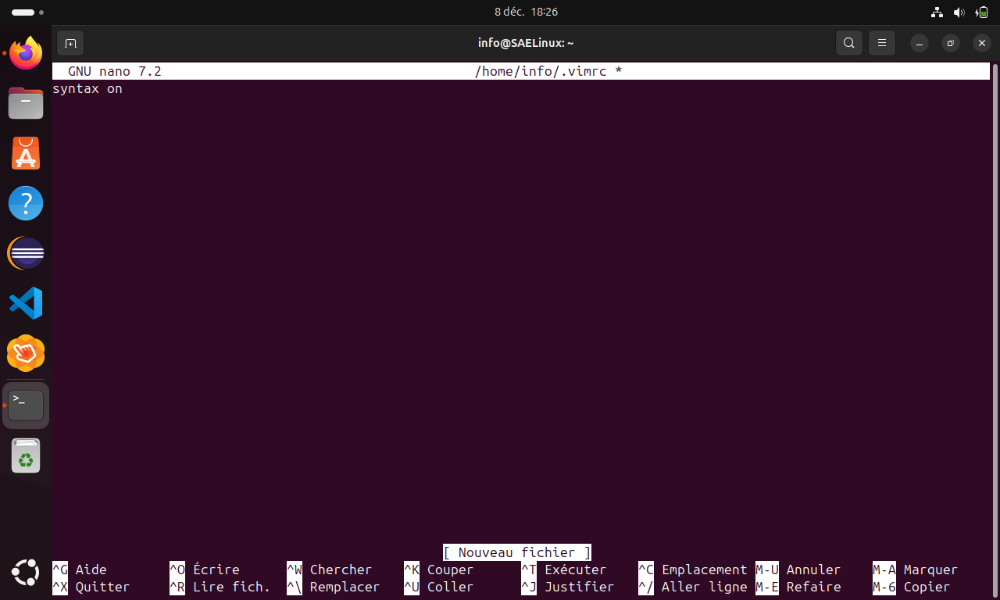 8 déc. 18:26
info@SAELinux: ~
GNU nano 7.2 /home/info/.vimrc *
syntax on
[ Nouveau fichier ]
^G Aide ^O Écrire ^W Chercher ^K Couper ^T Exécuter ^C Emplacement M-U Annuler M-A Marquer
^X Quitter ^R Lire fich. ^\ Remplacer ^U Coller ^J Justifier ^/ Aller ligne M-E Refaire M-6 Copier